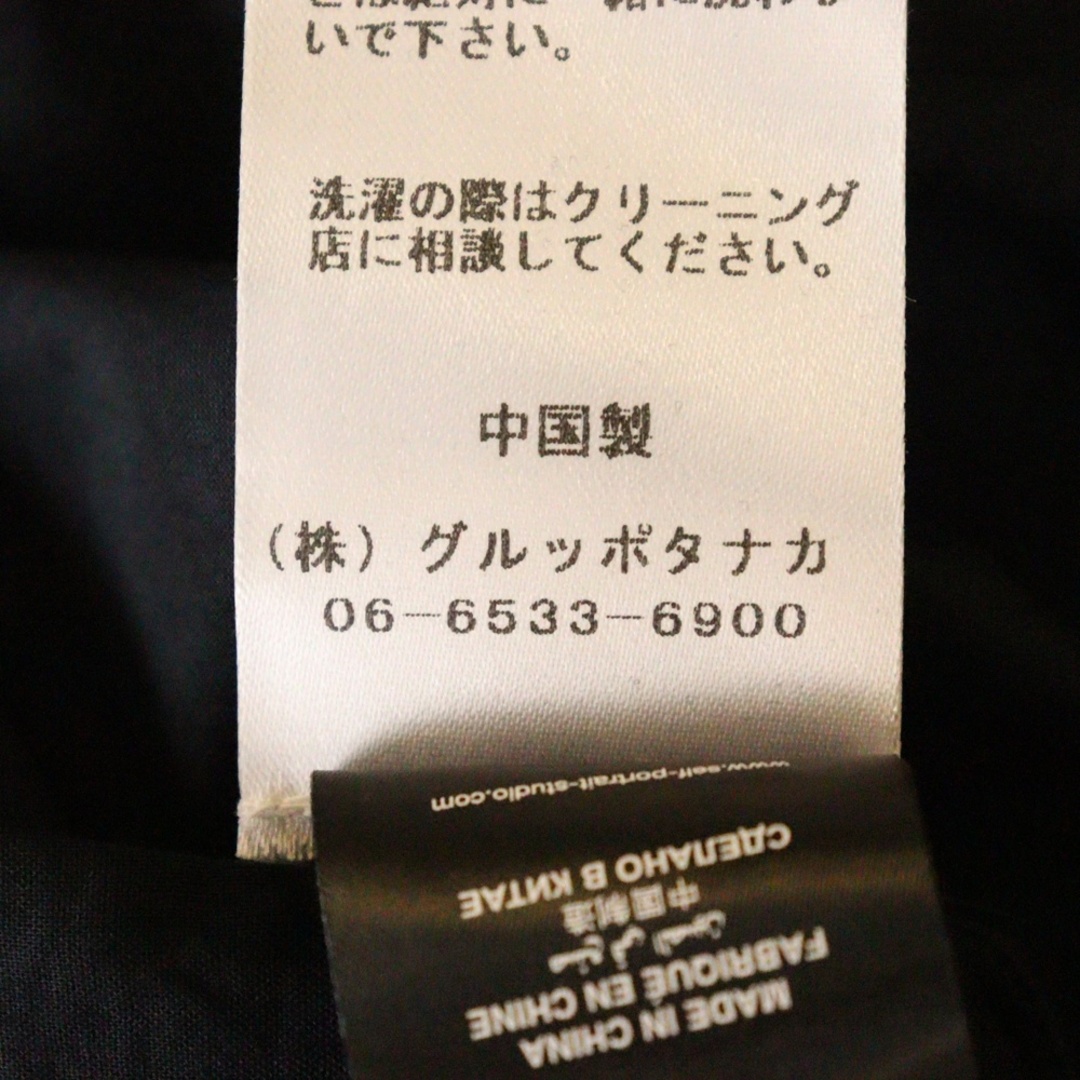 いで下さい。
洗濯の際はクリーニング
店に相談してください。
中国製
（株）グルッポタナカ
06-6533-6900
MADE IN CHINA
FABRIQUÉ EN CHINE
中国制造
СДЕЛАНО В КИТАЕ
www.self-portrait-studio.com